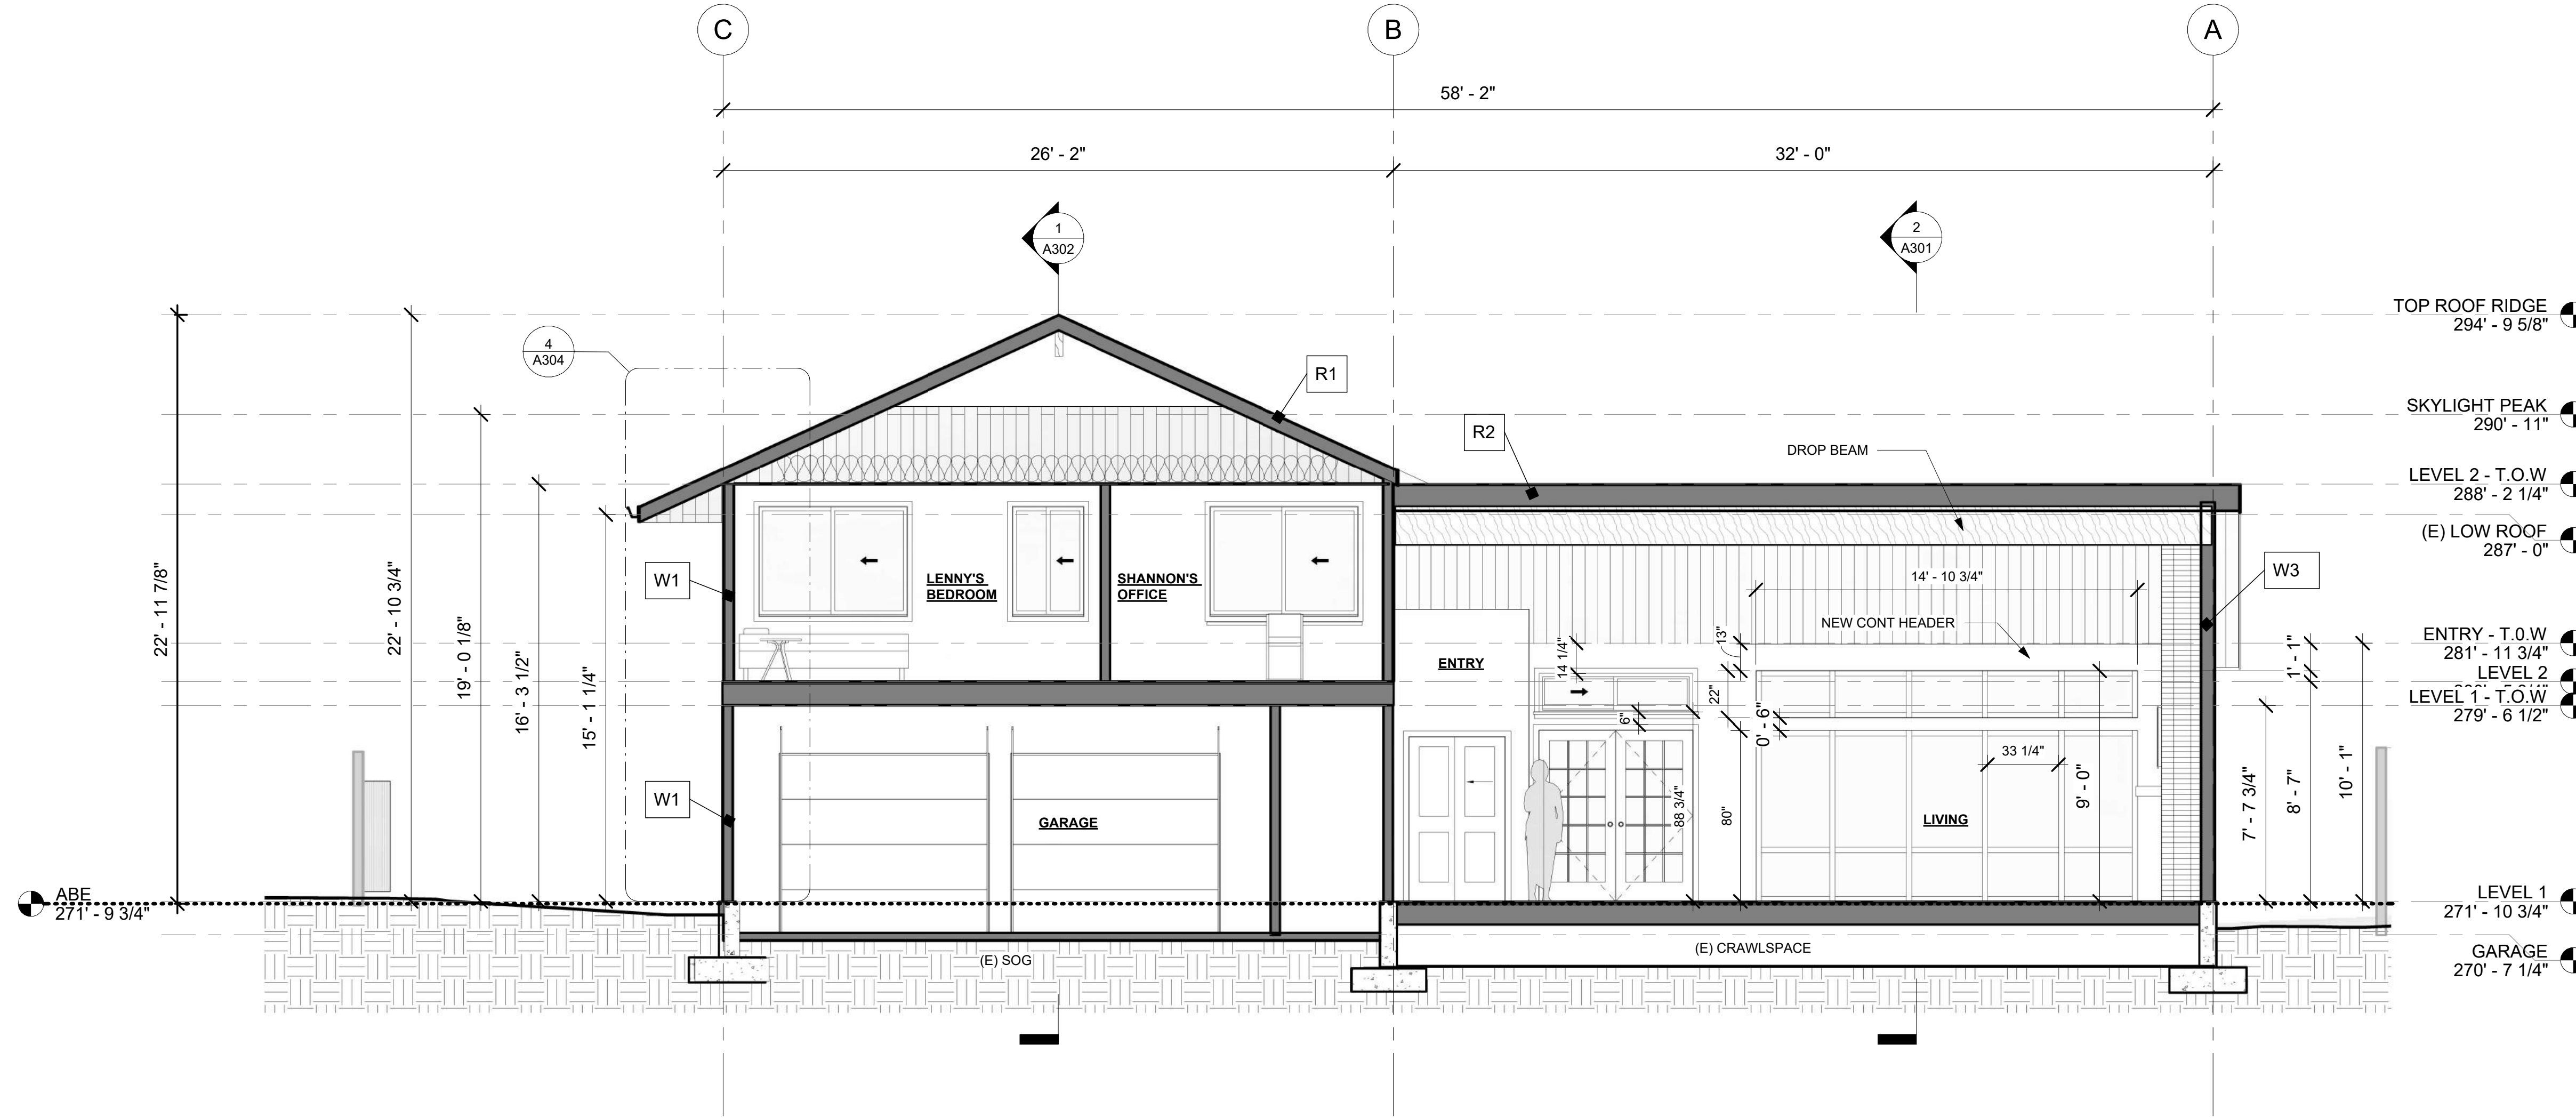 C
B
A
58' - 2"
26' - 2"
32' - 0"
1
A302
2
A301
TOP ROOF RIDGE
294' - 9 5/8"
4
A304
R1
SKYLIGHT PEAK
290' - 11"
R2
DROP BEAM
LEVEL 2 - T.O.W
288' - 2 1/4"
(E) LOW ROOF
287' - 0"
22' - 11 7/8"
22' - 10 3/4"
19' - 0 1/8"
16' - 3 1/2"
15' - 1 1/4"
W1
LENNY'S
BEDROOM
SHANNON'S
OFFICE
14' - 10 3/4"
W3
NEW CONT HEADER
13"
14 1/4"
ENTRY
ENTRY - T.0.W
281' - 11 3/4"
1' - 1"
LEVEL 2
LEVEL 1 - T.O.W
279' - 6 1/2"
22"
6"
0' - 6"
33 1/4"
9' - 0"
7' - 7 3/4"
8' - 7"
10' - 1"
W1
GARAGE
88 3/4"
80"
LIVING
ABE
271' - 9 3/4"
LEVEL 1
271' - 10 3/4"
(E) SOG
(E) CRAWLSPACE
GARAGE
270' - 7 1/4"